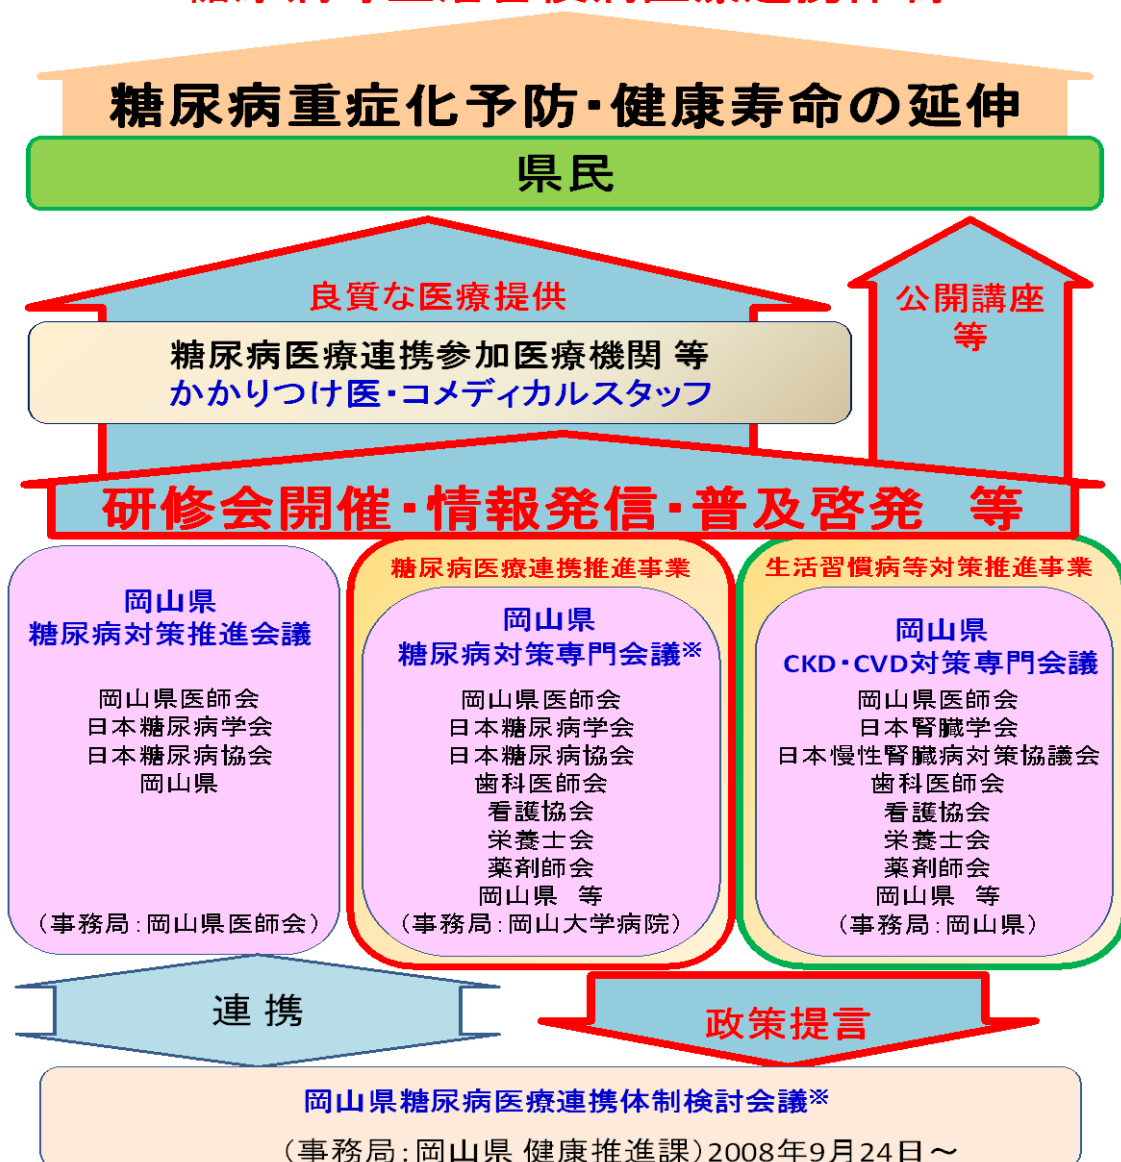 糖尿病等生活習慣病医療連携体制
糖尿病重症化予防・健康寿命の延伸
県民
良質な医療提供
公開講座
等
糖尿病医療連携参加医療機関 等
かかりつけ医・コメディカルスタッフ
研修会開催・情報発信・普及啓発 等
岡山県
糖尿病対策推進会議
岡山県医師会
日本糖尿病学会
日本糖尿病協会
岡山県
（事務局：岡山県医師会）
糖尿病医療連携推進事業
岡山県
糖尿病対策専門会議※
岡山県医師会
日本糖尿病学会
日本糖尿病協会
歯科医師会
看護協会
栄養士会
薬剤師会
岡山県 等
（事務局：岡山大学病院）
生活習慣病等対策推進事業
岡山県
CKD・CVD対策専門会議
岡山県医師会
日本腎臓学会
日本慢性腎臓病対策協議会
歯科医師会
看護協会
栄養士会
薬剤師会
岡山県 等
（事務局：岡山県）
連携
政策提言
岡山県糖尿病医療連携体制検討会議※
（事務局：岡山県 健康推進課）2008年9月24日～